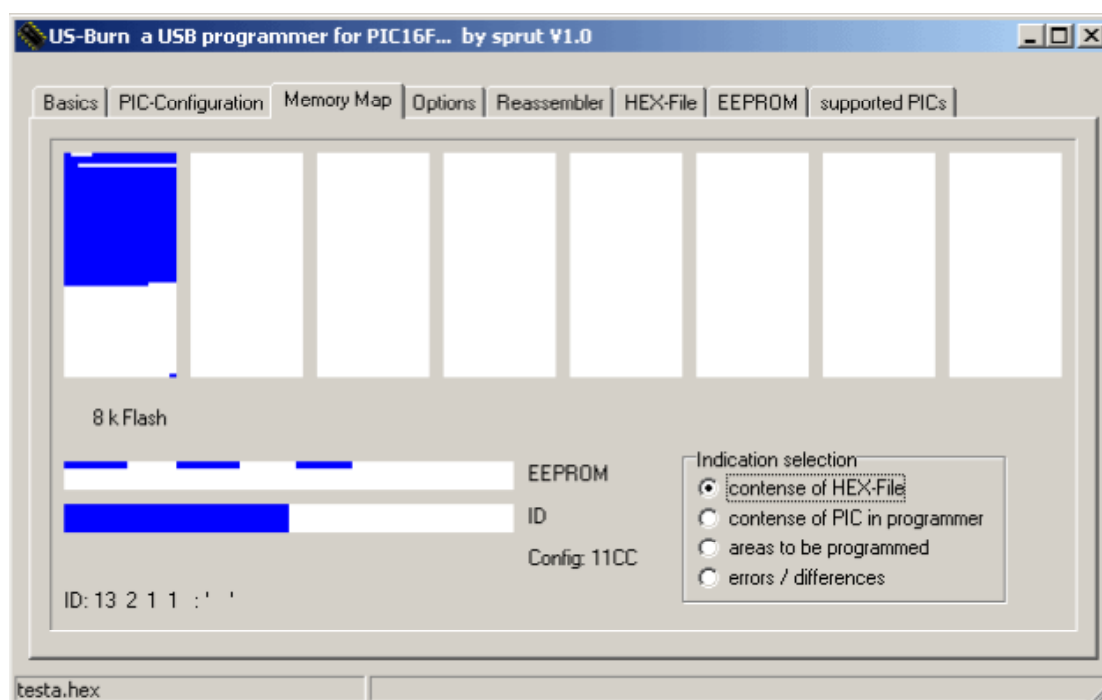 US-Burn a USB programmer for PIC16F... by sprut V1.0
Basics PIC-Configuration Memory Map Options Reassembler HEX-File EEPROM supported PICs
8 k Flash
EEPROM
ID
Config: 11CC
ID: 13 2 1 1 : ' '
Indication selection
contense of HEX-File
contense of PIC in programmer
areas to be programmed
errors / differences
testa.hex